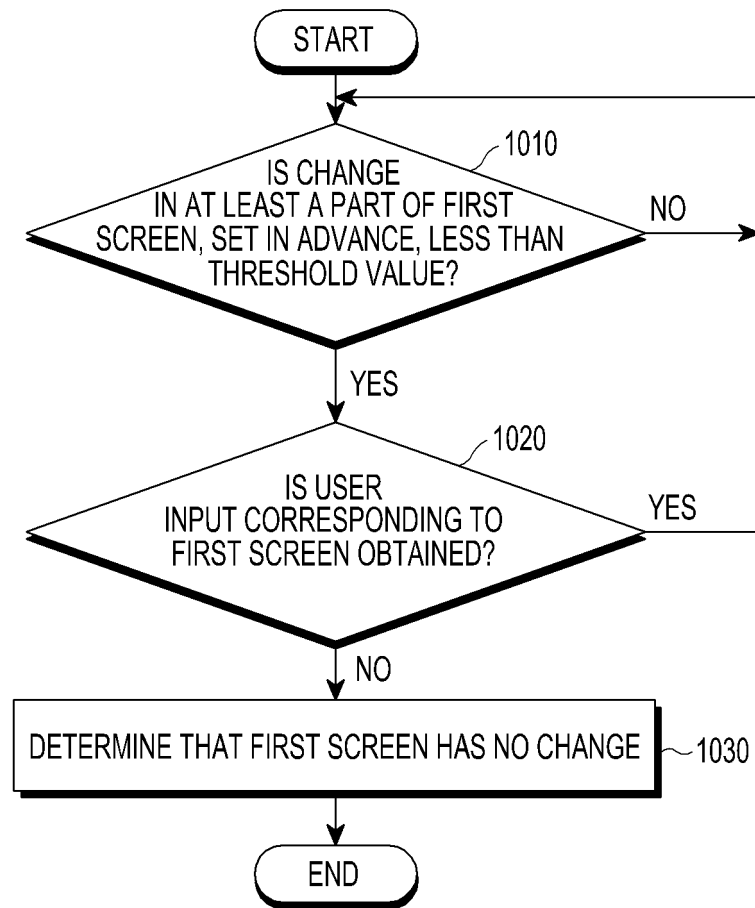 START
1010
IS CHANGE
IN AT LEAST A PART OF FIRST
SCREEN, SET IN ADVANCE, LESS THAN
THRESHOLD VALUE?
NO
YES
1020
IS USER
INPUT CORRESPONDING TO
FIRST SCREEN OBTAINED?
YES
NO
DETERMINE THAT FIRST SCREEN HAS NO CHANGE
1030
END